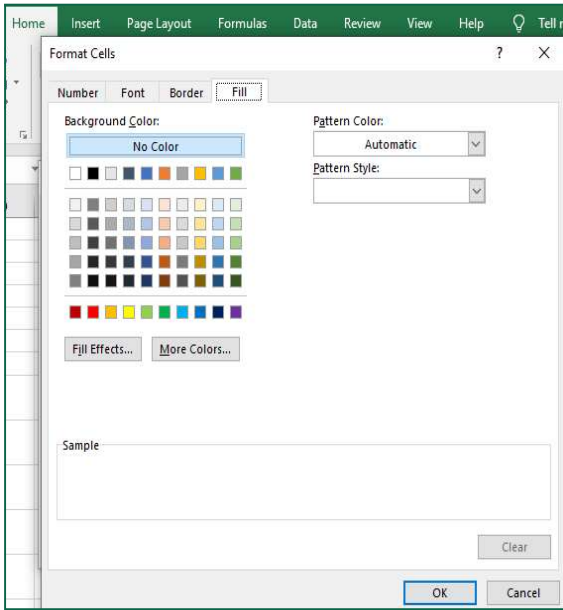 Home Insert Page Layout Formulas Data Review View Help Tell
Format Cells ? X
Number Font Border Fill
Background Color: Pattern Color:
No Color Automatic
Pattern Style:
Fill Effects... More Colors...
Sample
Clear
OK Cancel